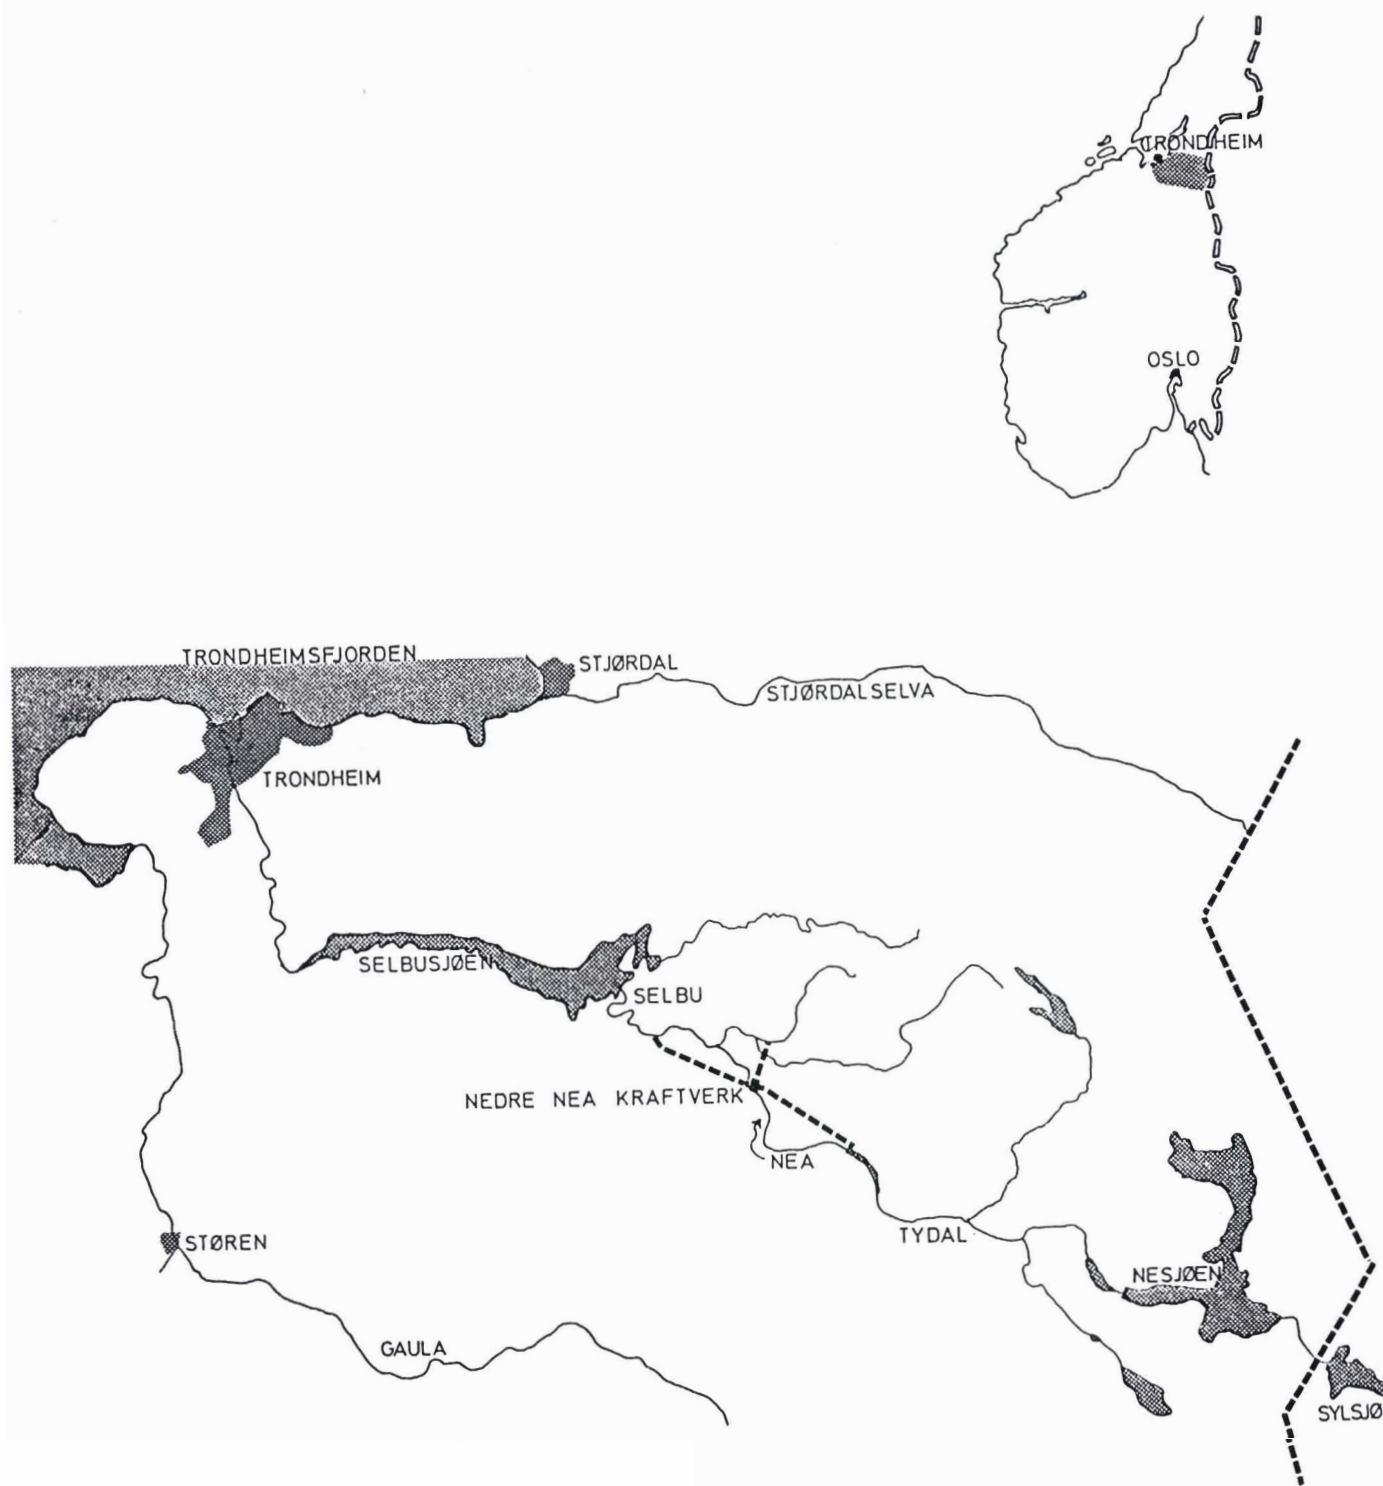 TRONDHEIM
OSLO
TRONDHEIMSFJORDEN
STJØRDAL
STJØRDALSELVA
TRONDHEIM
SELBUSJØEN
SELBU
NEDRE NEA KRAFTVERK
NEA
TYDAL
STØREN
NESJØEN
GAULA
SYLSJØ